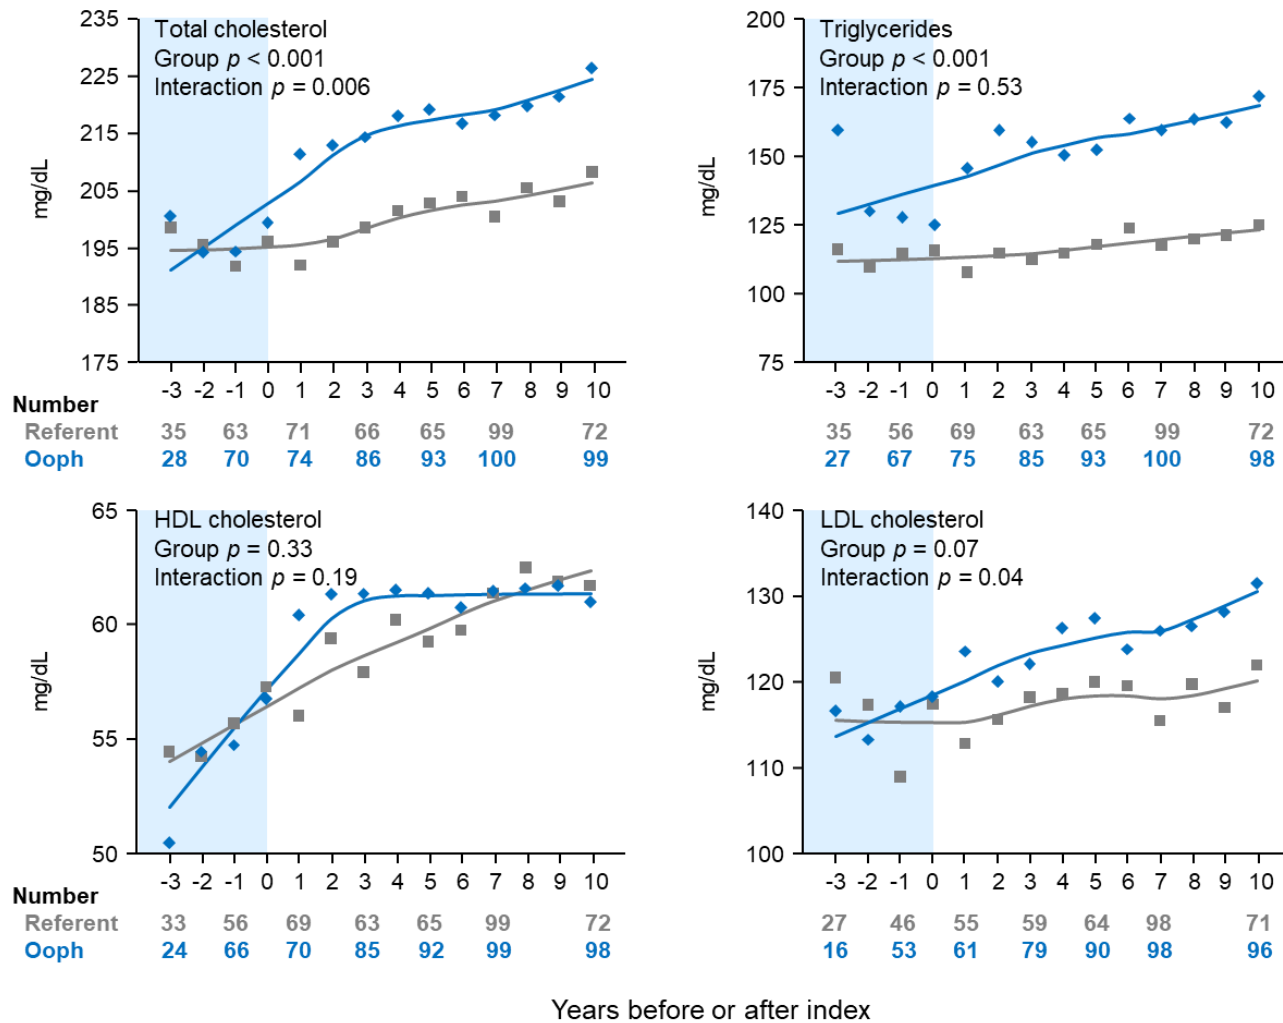 Total cholesterol
Group p < 0.001
Interaction p = 0.006
235
225
215
205
195
185
175
mg/dL
-3 -2 -1 0 1 2 3 4 5 6 7 8 9 10
Number
Referent 35 63 71 66 65 99 72
Ooph 28 70 74 86 93 100 99
Triglycerides
Group p < 0.001
Interaction p = 0.53
200
175
150
125
100
75
mg/dL
-3 -2 -1 0 1 2 3 4 5 6 7 8 9 10
35 56 69 63 65 99 72
27 67 75 85 93 100 98
HDL cholesterol
Group p = 0.33
Interaction p = 0.19
65
60
55
50
mg/dL
-3 -2 -1 0 1 2 3 4 5 6 7 8 9 10
Number
Referent 33 56 69 63 65 99 72
Ooph 24 66 70 85 92 99 98
LDL cholesterol
Group p = 0.07
Interaction p = 0.04
140
130
120
110
100
mg/dL
-3 -2 -1 0 1 2 3 4 5 6 7 8 9 10
27 46 55 59 64 98 71
16 53 61 79 90 98 96
Years before or after index